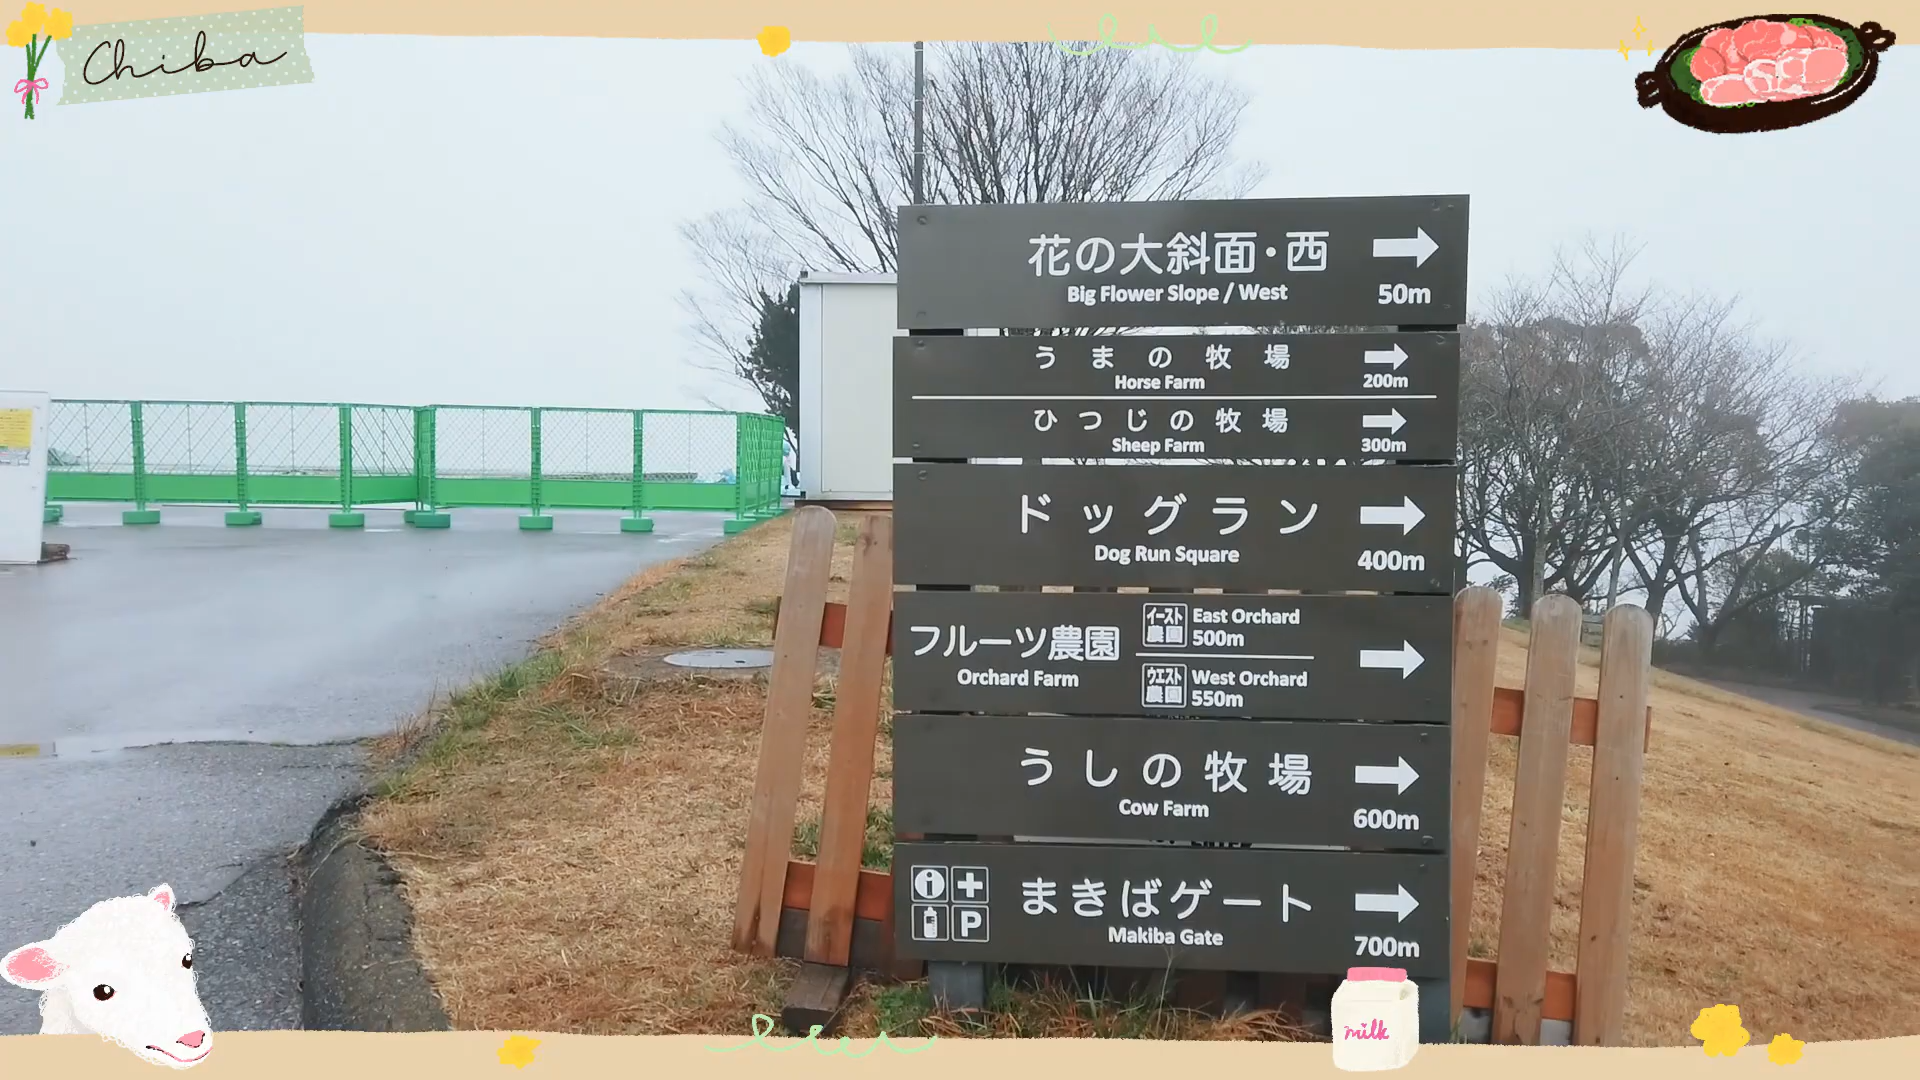 Chiba
花の大斜面・西
Big Flower Slope / West
50m
うまの牧場
Horse Farm
200m
ひつじの牧場
Sheep Farm
300m
ドッグラン
Dog Run Square
400m
フルーツ農園
Orchard Farm
イースト農園
East Orchard
500m
ウエスト農園
West Orchard
550m
うしの牧場
Cow Farm
600m
P
まきばゲート
Makiba Gate
700m
milk